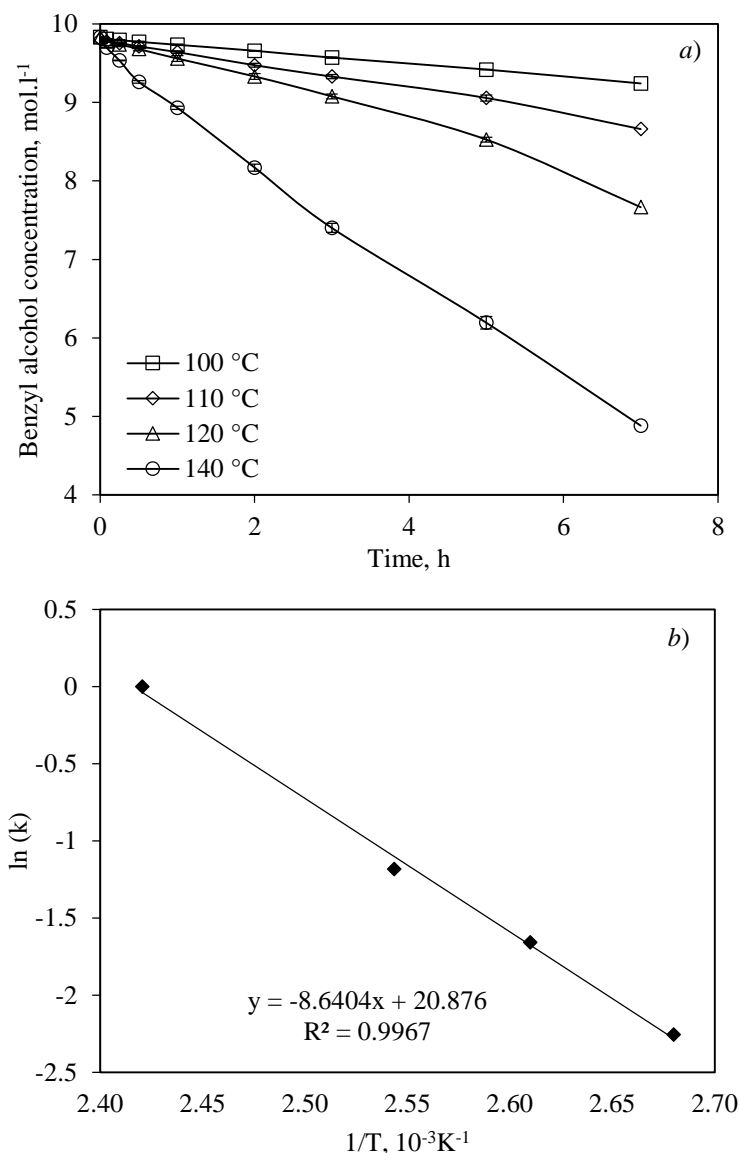 10
9
8
7
6
5
4
Benzyl alcohol concentration, mol.l⁻¹
a)
100 °C
110 °C
120 °C
140 °C
0 2 4 6 8
Time, h
0.5
0
-0.5
-1
-1.5
-2
-2.5
ln (k)
b)
y = -8.6404x + 20.876
R² = 0.9967
2.40 2.45 2.50 2.55 2.60 2.65 2.70
1/T, 10⁻³K⁻¹